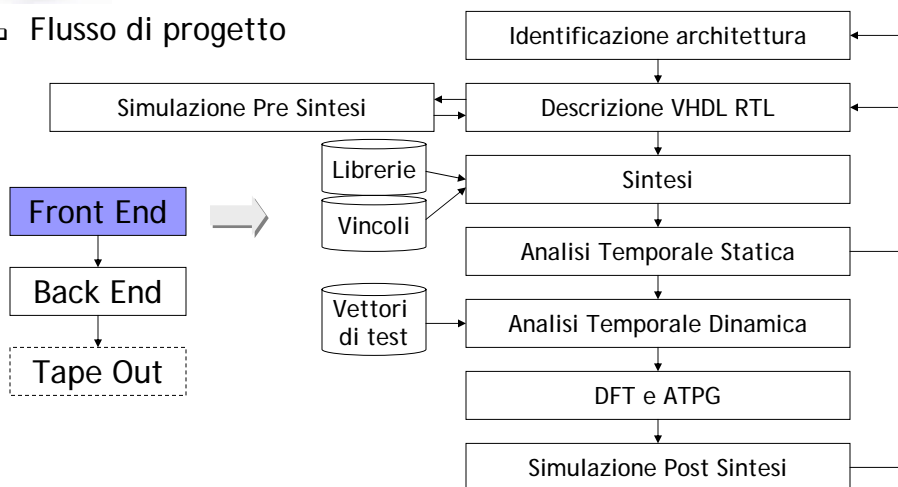 Flusso di progetto
Identificazione architettura
Simulazione Pre Sintesi
Descrizione VHDL RTL
Librerie
Vincoli
Sintesi
Front End
Back End
Tape Out
Analisi Temporale Statica
Vettori
di test
Analisi Temporale Dinamica
DFT e ATPG
Simulazione Post Sintesi